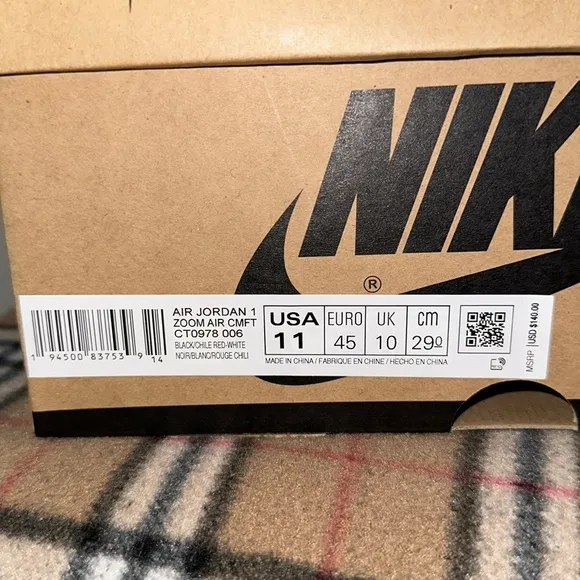 NIKE
®
AIR JORDAN 1
ZOOM AIR CMFT
CT0978 006
BLACK/CHILE RED-WHITE
NOIR/BLANC/ROUGE CHILI
1 94500 83753 9 14
USA
11
EURO
45
UK
10
cm
29º
MADE IN CHINA / FABRIQUE EN CHINE / HECHO EN CHINA
MSRP USD $140.00